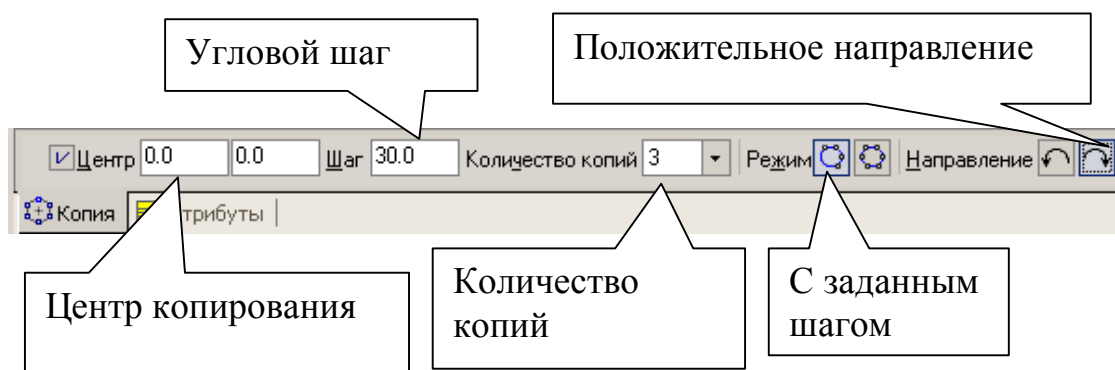 Угловой шаг
Положительное направление
Центр 0.0 0.0 Шаг 30.0 Количество копий 3 Режим Направление
Копия трибуты
Центр копирования
Количество
копий
С заданным
шагом